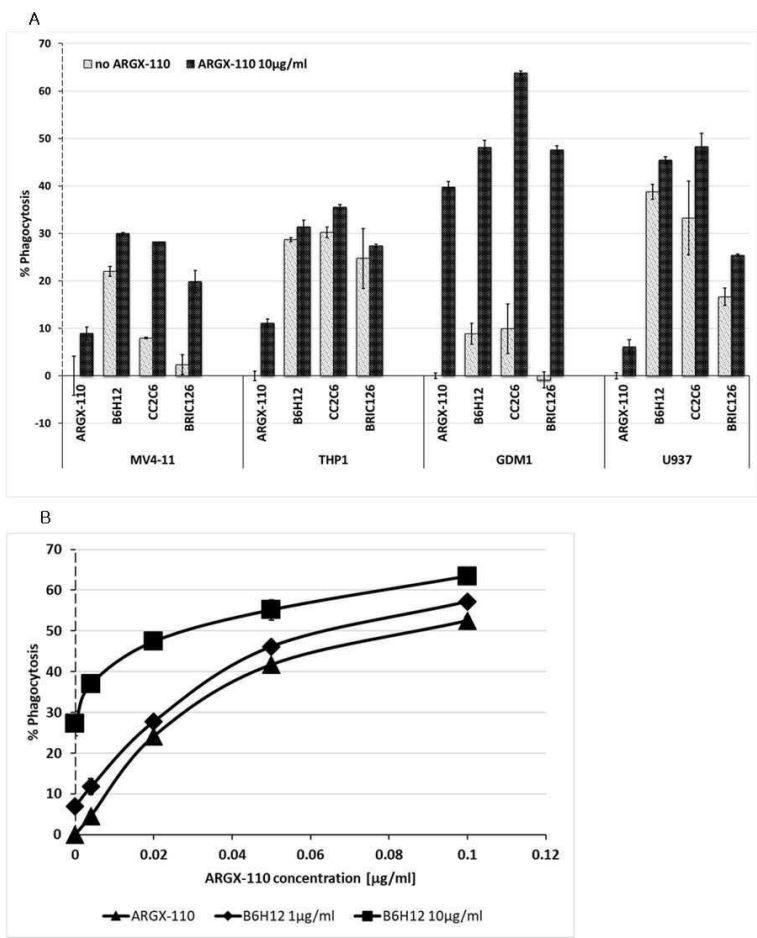 A
no ARGX-110 ARGX-110 10µg/ml
% Phagocytosis
70
60
50
40
30
20
10
0
-10
ARGX-110 B6H12 CC2C6 BRIC126 ARGX-110 B6H12 CC2C6 BRIC126 ARGX-110 B6H12 CC2C6 BRIC126 ARGX-110 B6H12 CC2C6 BRIC126
MV4-11 THP1 GDM1 U937
B
% Phagocytosis
70
60
50
40
30
20
10
0
0 0.02 0.04 0.06 0.08 0.1 0.12
ARGX-110 concentration [µg/ml]
ARGX-110 B6H12 1µg/ml B6H12 10µg/ml